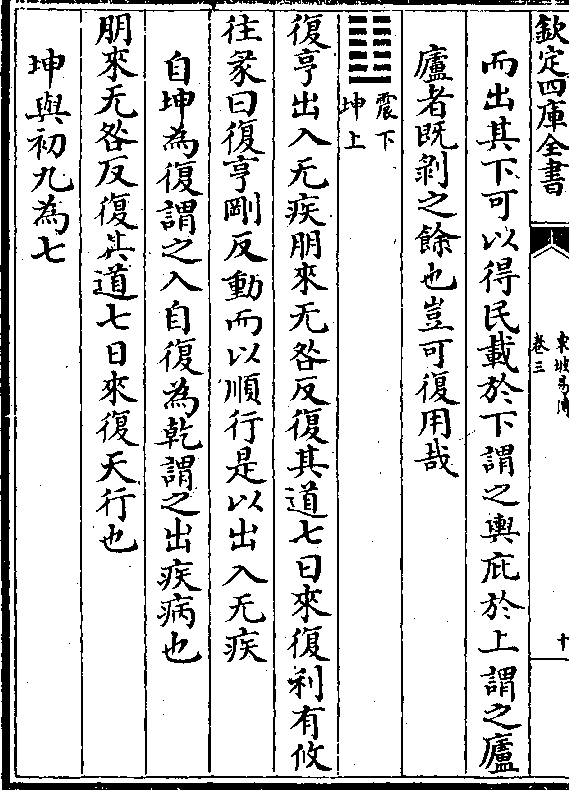 欽定四庫全書
東坡易傳
卷三
十
而出其下可以得民載於下謂之輿庇於上謂之廬
廬者既剝之餘也豈可復用哉
震下
坤上
復亨出入无疾朋來无咎反復其道七日來復利有攸
往彖曰復亨剛反動而以順行是以出入无疾
自坤為復謂之入自復為乾謂之出疾病也
朋來无咎反復其道七日來復天行也
坤與初九為七